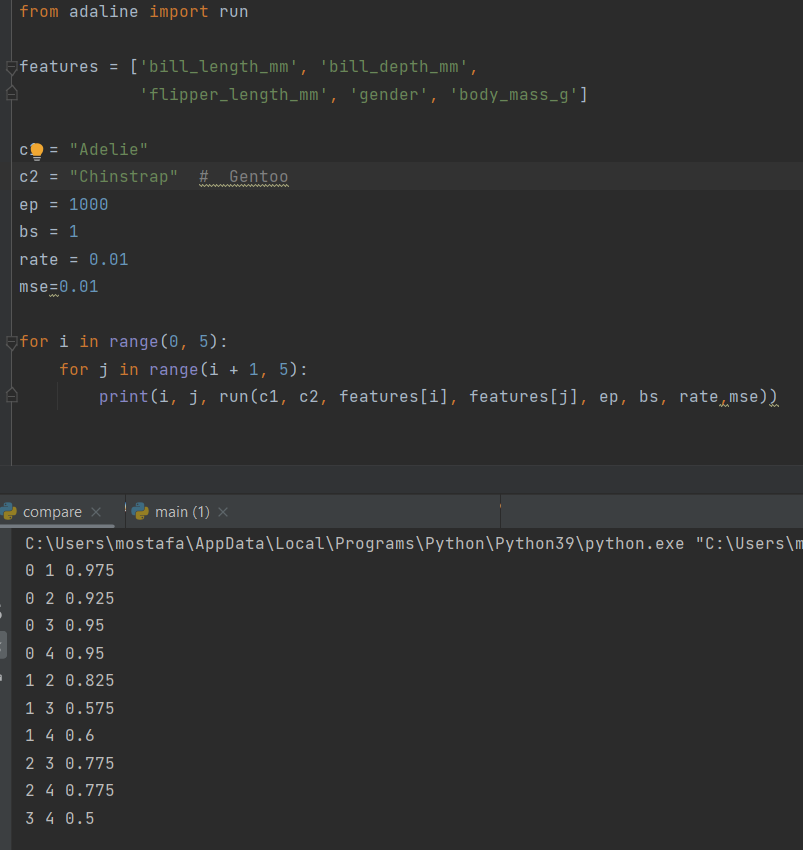 from adaline import run
features = ['bill_length_mm', 'bill_depth_mm',
'flipper_length_mm', 'gender', 'body_mass_g']
c = "Adelie"
c2 = "Chinstrap"  #  Gentoo
ep = 1000
bs = 1
rate = 0.01
mse=0.01
for i in range(0, 5):
for j in range(i + 1, 5):
print(i, j, run(c1, c2, features[i], features[j], ep, bs, rate,mse))
compare
main (1)
C:\Users\mostafa\AppData\Local\Programs\Python\Python39\python.exe "C:\Users\m
0 1 0.975
0 2 0.925
0 3 0.95
0 4 0.95
1 2 0.825
1 3 0.575
1 4 0.6
2 3 0.775
2 4 0.775
3 4 0.5